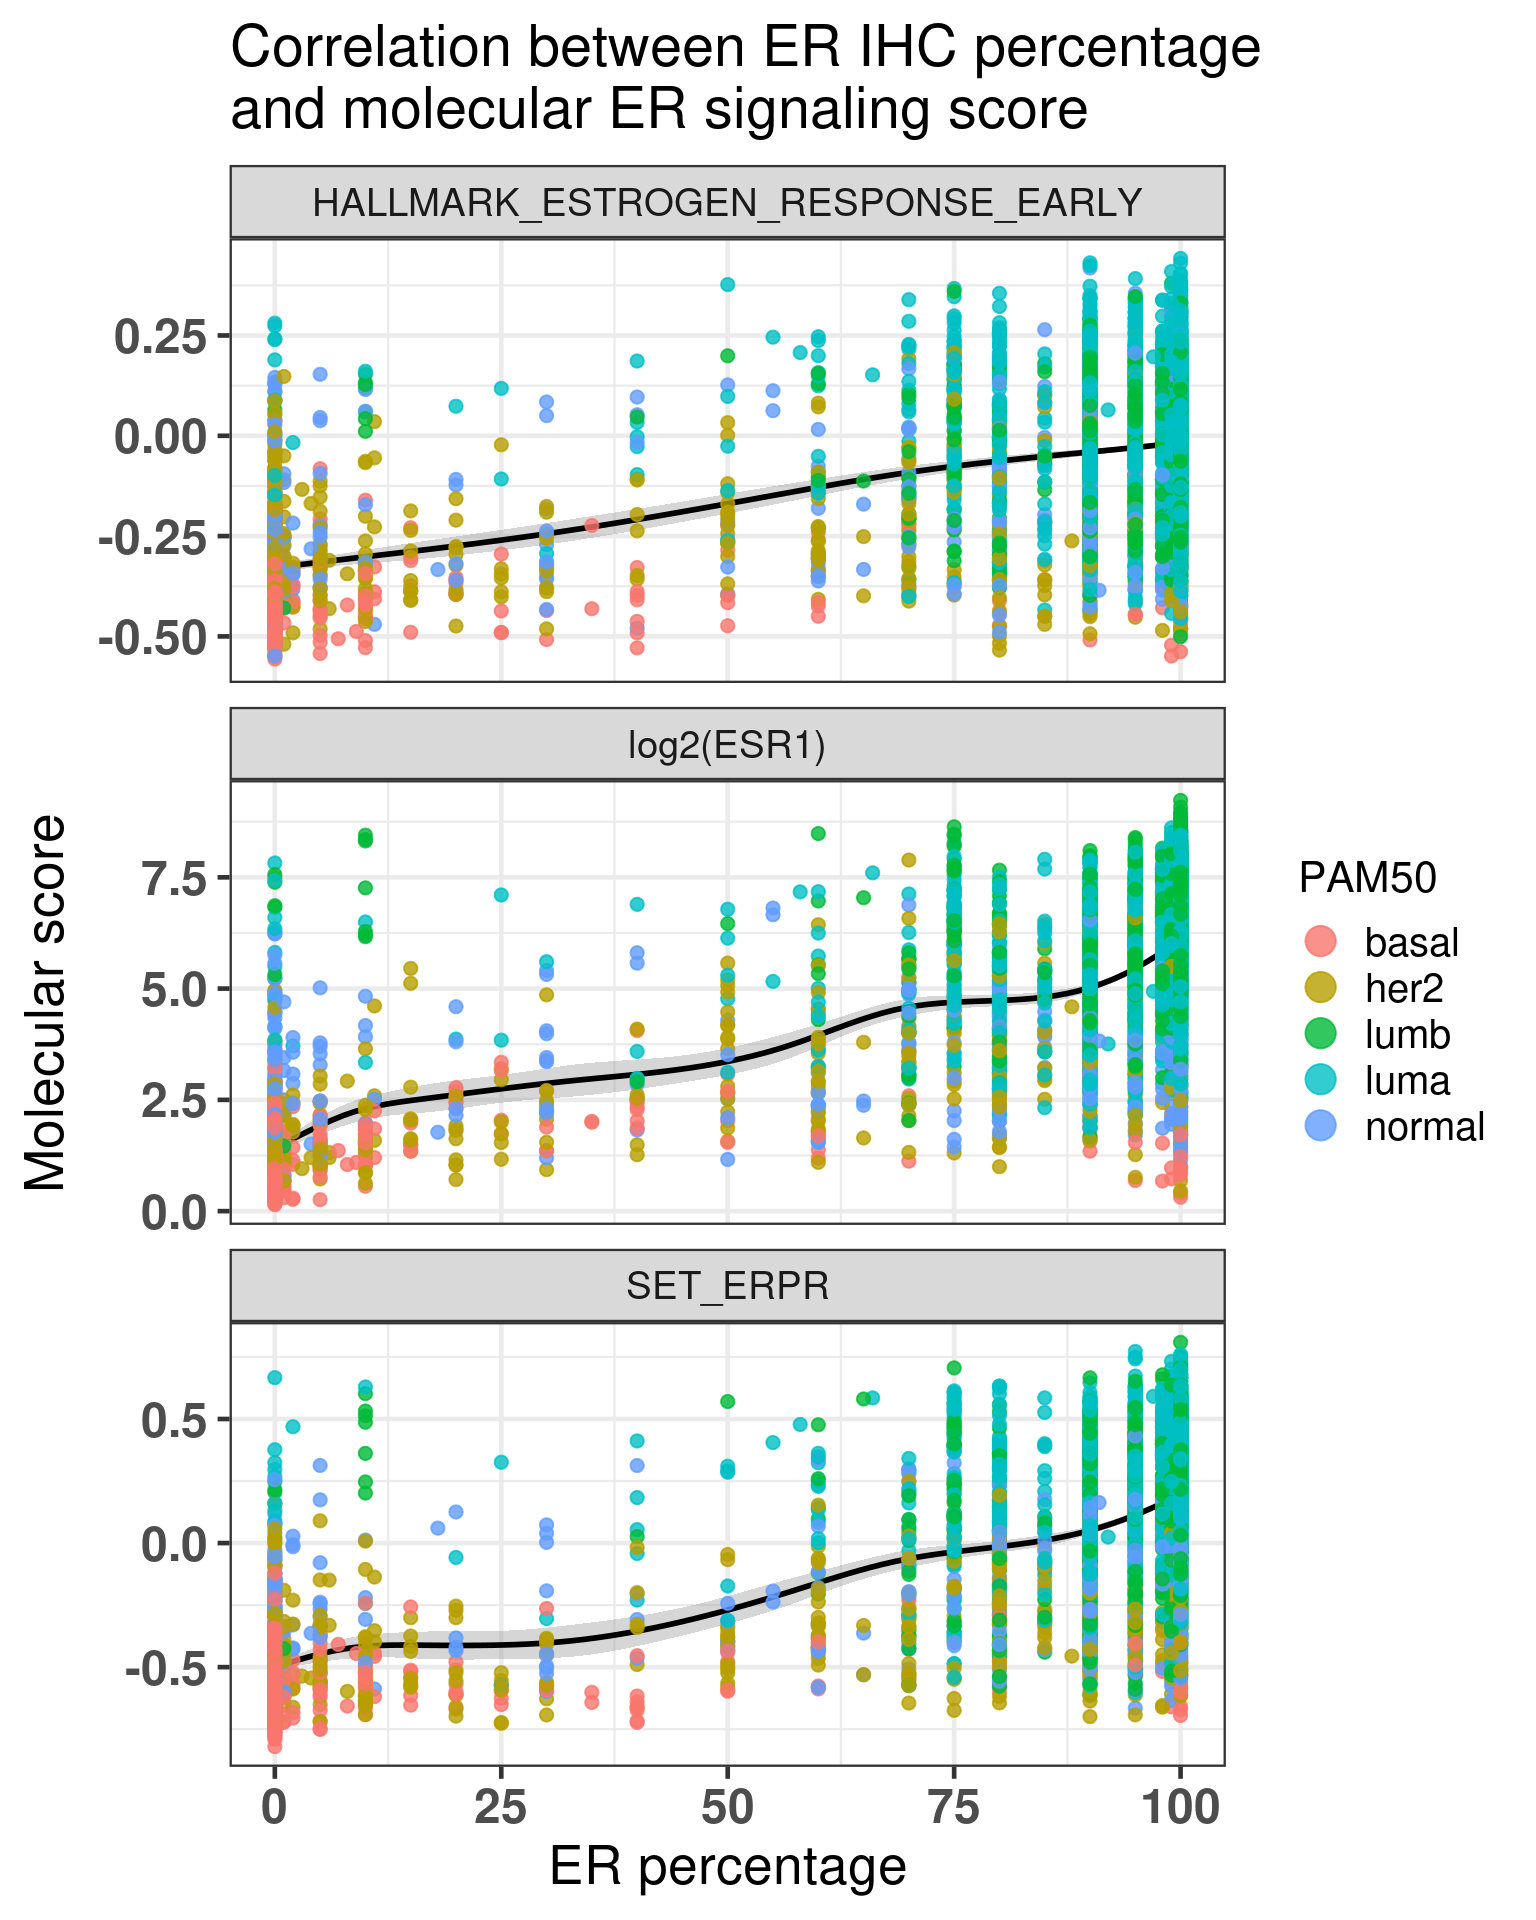 Correlation between ER IHC percentage
and molecular ER signaling score
HALLMARK_ESTROGEN_RESPONSE_EARLY
0.25
0.00
-0.25
-0.50
log2(ESR1)
7.5
5.0
2.5
0.0
SET_ERPR
0.5
0.0
-0.5
0 25 50 75 100
ER percentage
Molecular score
PAM50
basal
her2
lumb
luma
normal